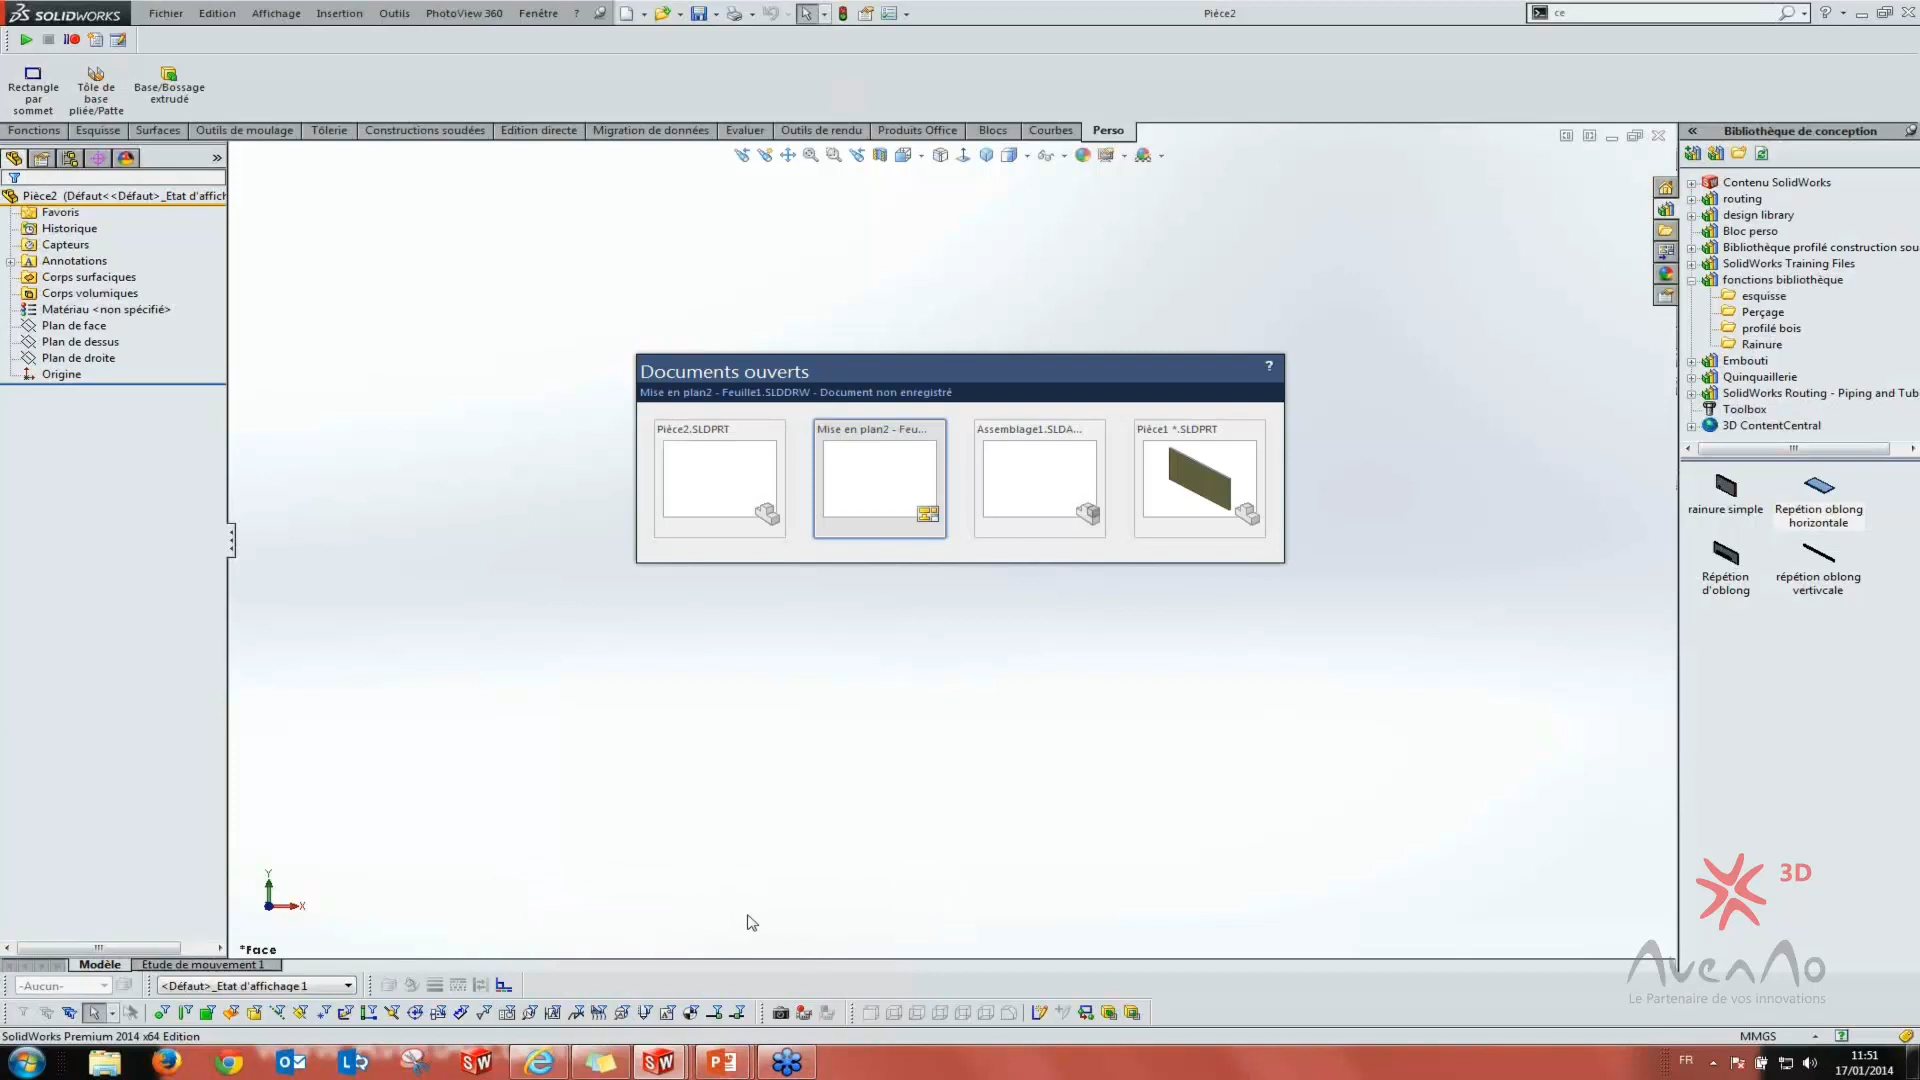 SOLIDWORKS
Fichier Edition Affichage Insertion Outils PhotoView 360 Fenêtre ?
Pièce2
ce
Rectangle par sommet
Tôle de base pliée/Patte
Base/Bossage extrudé
Fonctions Esquisse Surfaces Outils de moulage Tôlerie Constructions soudées Edition directe Migration de données Evaluer Outils de rendu Produits Office Blocs Courbes Perso
Pièce2 (Défaut<<Défaut>_Etat d'affich
Favoris
Historique
Capteurs
Annotations
Corps surfaciques
Corps volumiques
Matériau <non spécifié>
Plan de face
Plan de dessus
Plan de droite
Origine
Documents ouverts
?
Mise en plan2 - Feuille1.SLDDRW - Document non enregistré
Pièce2.SLDPRT
Mise en plan2 - Feu...
Assemblage1.SLDA...
Pièce1 *.SLDPRT
Bibliothèque de conception
Contenu SolidWorks
routing
design library
Bloc perso
Bibliothèque profilé construction sou
SolidWorks Training Files
fonctions bibliothèque
esquisse
Perçage
profilé bois
Rainure
Embouti
Quinquaillerie
SolidWorks Routing - Piping and Tub
Toolbox
3D ContentCentral
rainure simple
Repétion oblong horizontale
Répétion d'oblong
répétion oblong vertivcale
Y
X
*Face
3D
AvenAo
Le Partenaire de vos innovations
Modèle Etude de mouvement 1
-Aucun-
<Défaut>_Etat d'affichage 1
SolidWorks Premium 2014 x64 Edition
MMGS
FR
11:51
17/01/2014